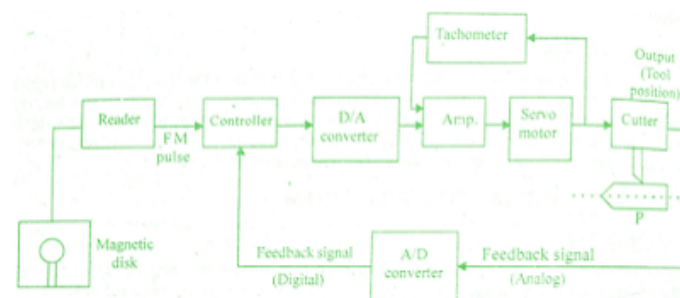 Tachometer
Output
(Tool
position)
Reader
FM
pulse
Controller
D/A
converter
Amp.
Servo
motor
Cutter
P
Magnetic
disk
Feedback signal
(Digital)
A/D
converter
Feedback signal
(Analog)